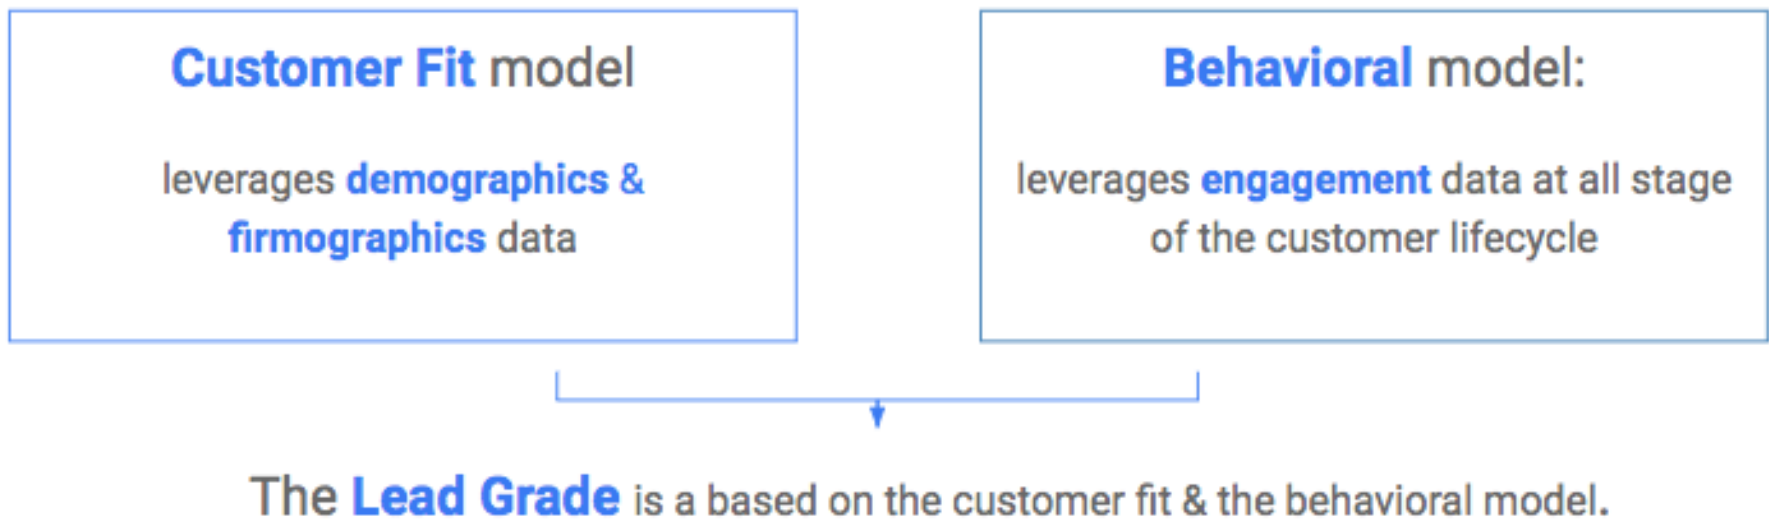 Customer Fit model
leverages demographics &
firmographics data
Behavioral model:
leverages engagement data at all stage
of the customer lifecycle
The Lead Grade is a based on the customer fit & the behavioral model.